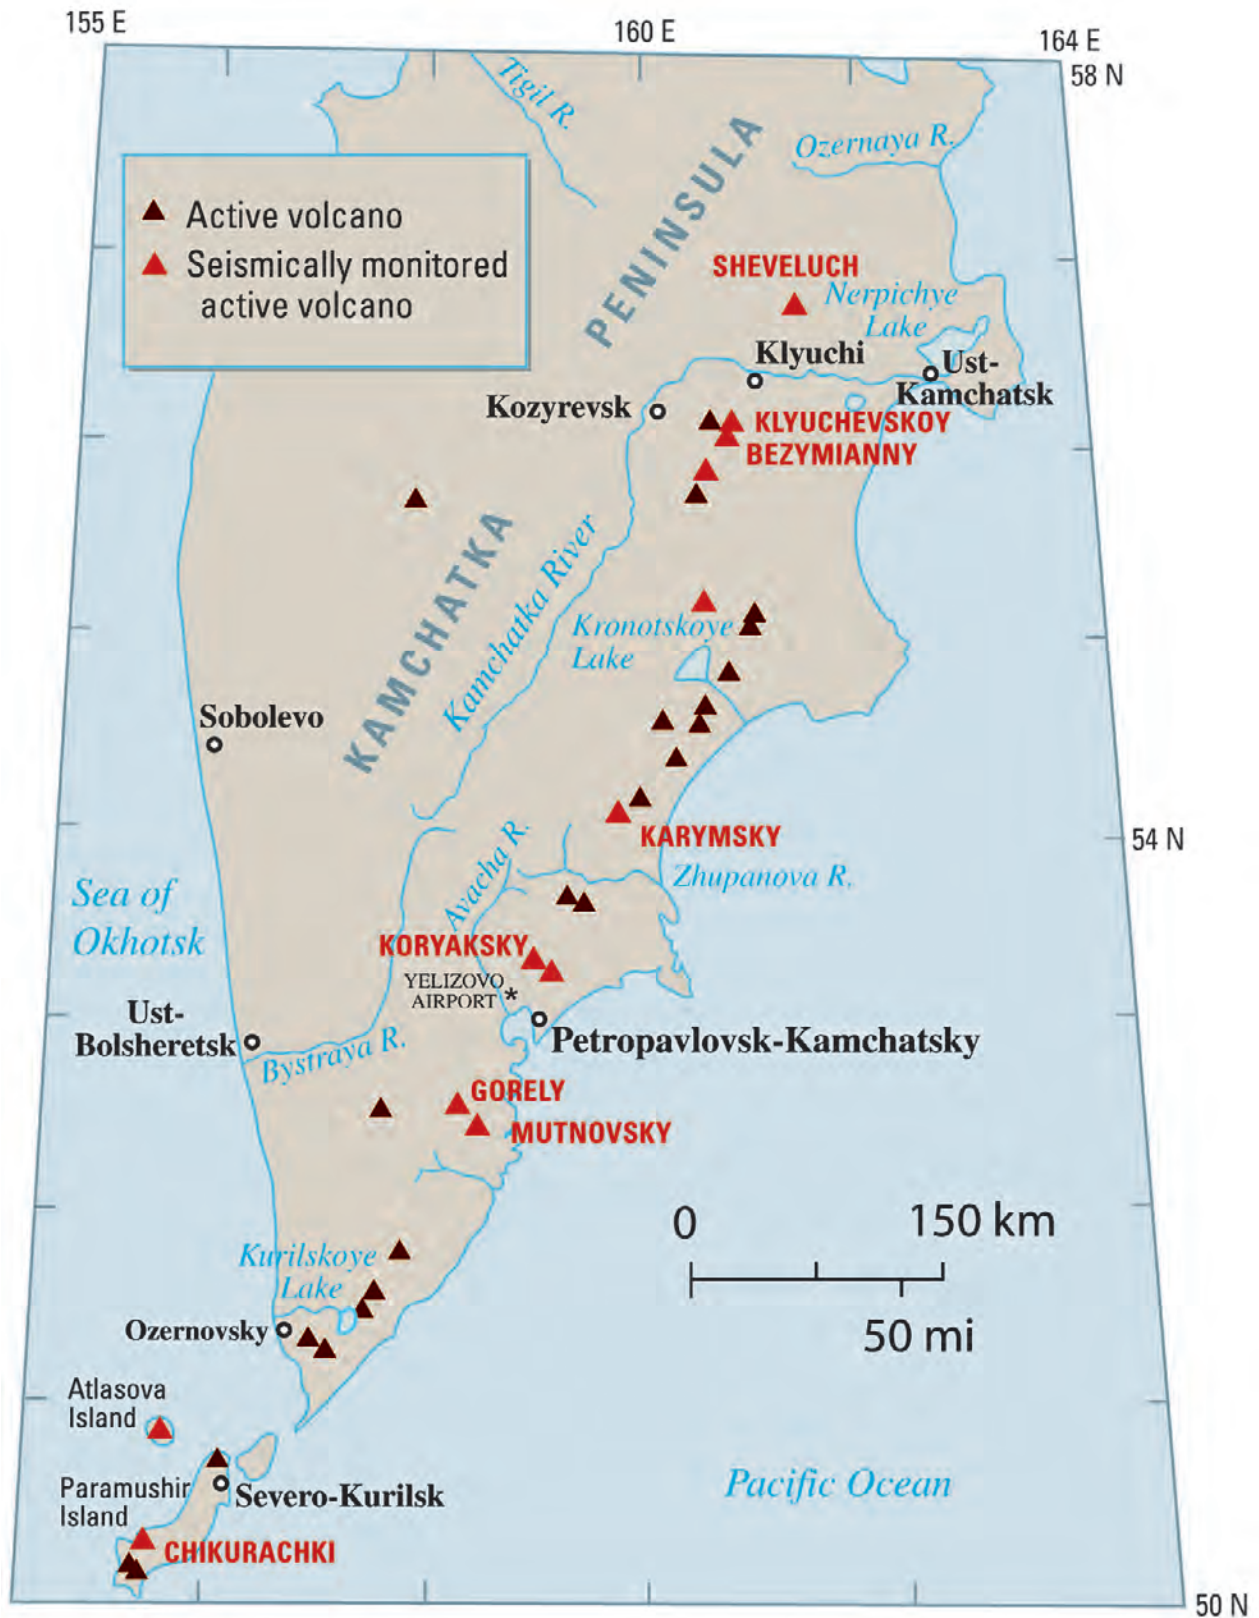 155 E
160 E
164 E
58 N
Tigil R.
PENINSULA
Ozernaya R.
Active volcano
Seismically monitored
active volcano
SHEVELUCH
Nerpichye
Lake
Klyuchi
Ust-
Kamchatsk
Kozyrevsk
KLYUCHEVSKOY
BEZYMIANNY
KAMCHATKA
Kamchatka River
Kronotskoye
Lake
Sobolevo
KARYMSKY
54 N
Avacha R.
Zhupanova R.
Sea of
Okhotsk
KORYAKSKY
YELIZOVO
AIRPORT *
Ust-
Bolsheretsk
Petropavlovsk-Kamchatsky
Bystraya R.
GORELY
MUTNOVSKY
0 150 km
50 mi
Kurilskoye
Lake
Ozernovsky
Atlasova
Island
Paramushir
Island
Severo-Kurilsk
Pacific Ocean
CHIKURACHKI
50 N